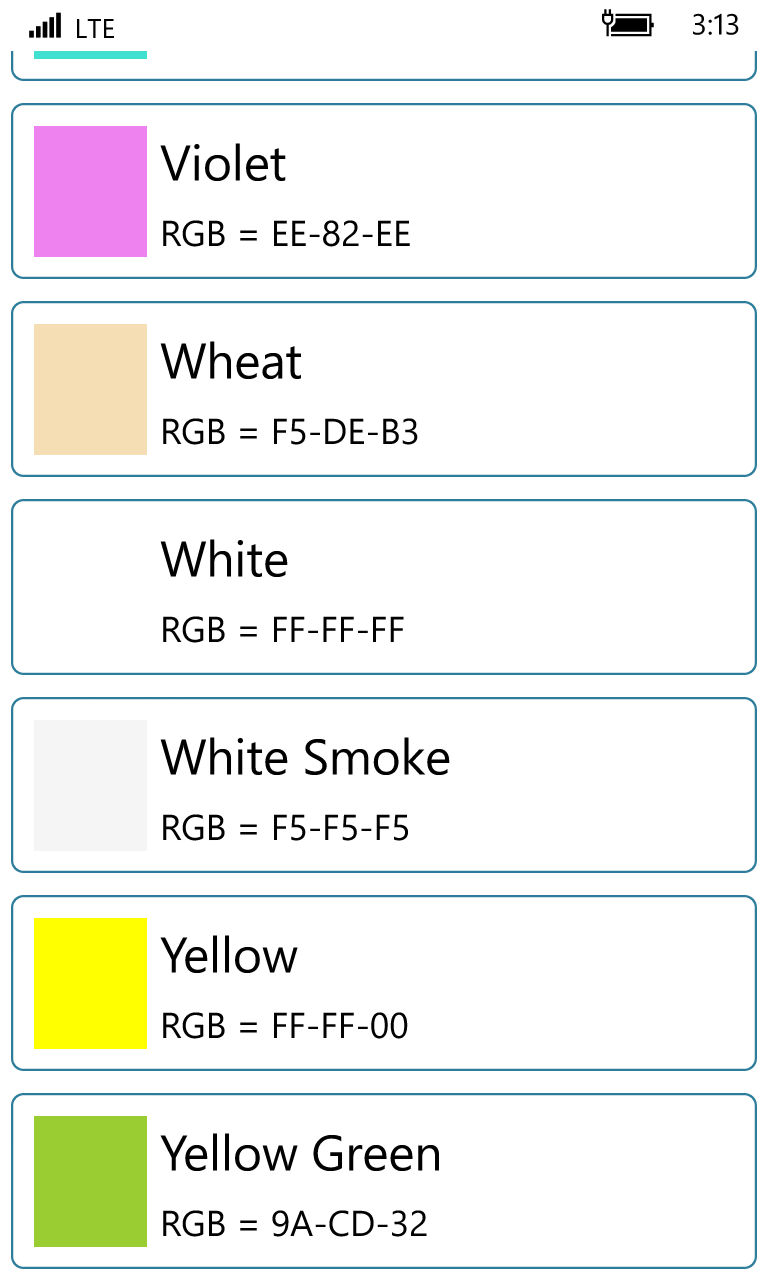 LTE 3:13
Violet
RGB = EE-82-EE
Wheat
RGB = F5-DE-B3
White
RGB = FF-FF-FF
White Smoke
RGB = F5-F5-F5
Yellow
RGB = FF-FF-00
Yellow Green
RGB = 9A-CD-32